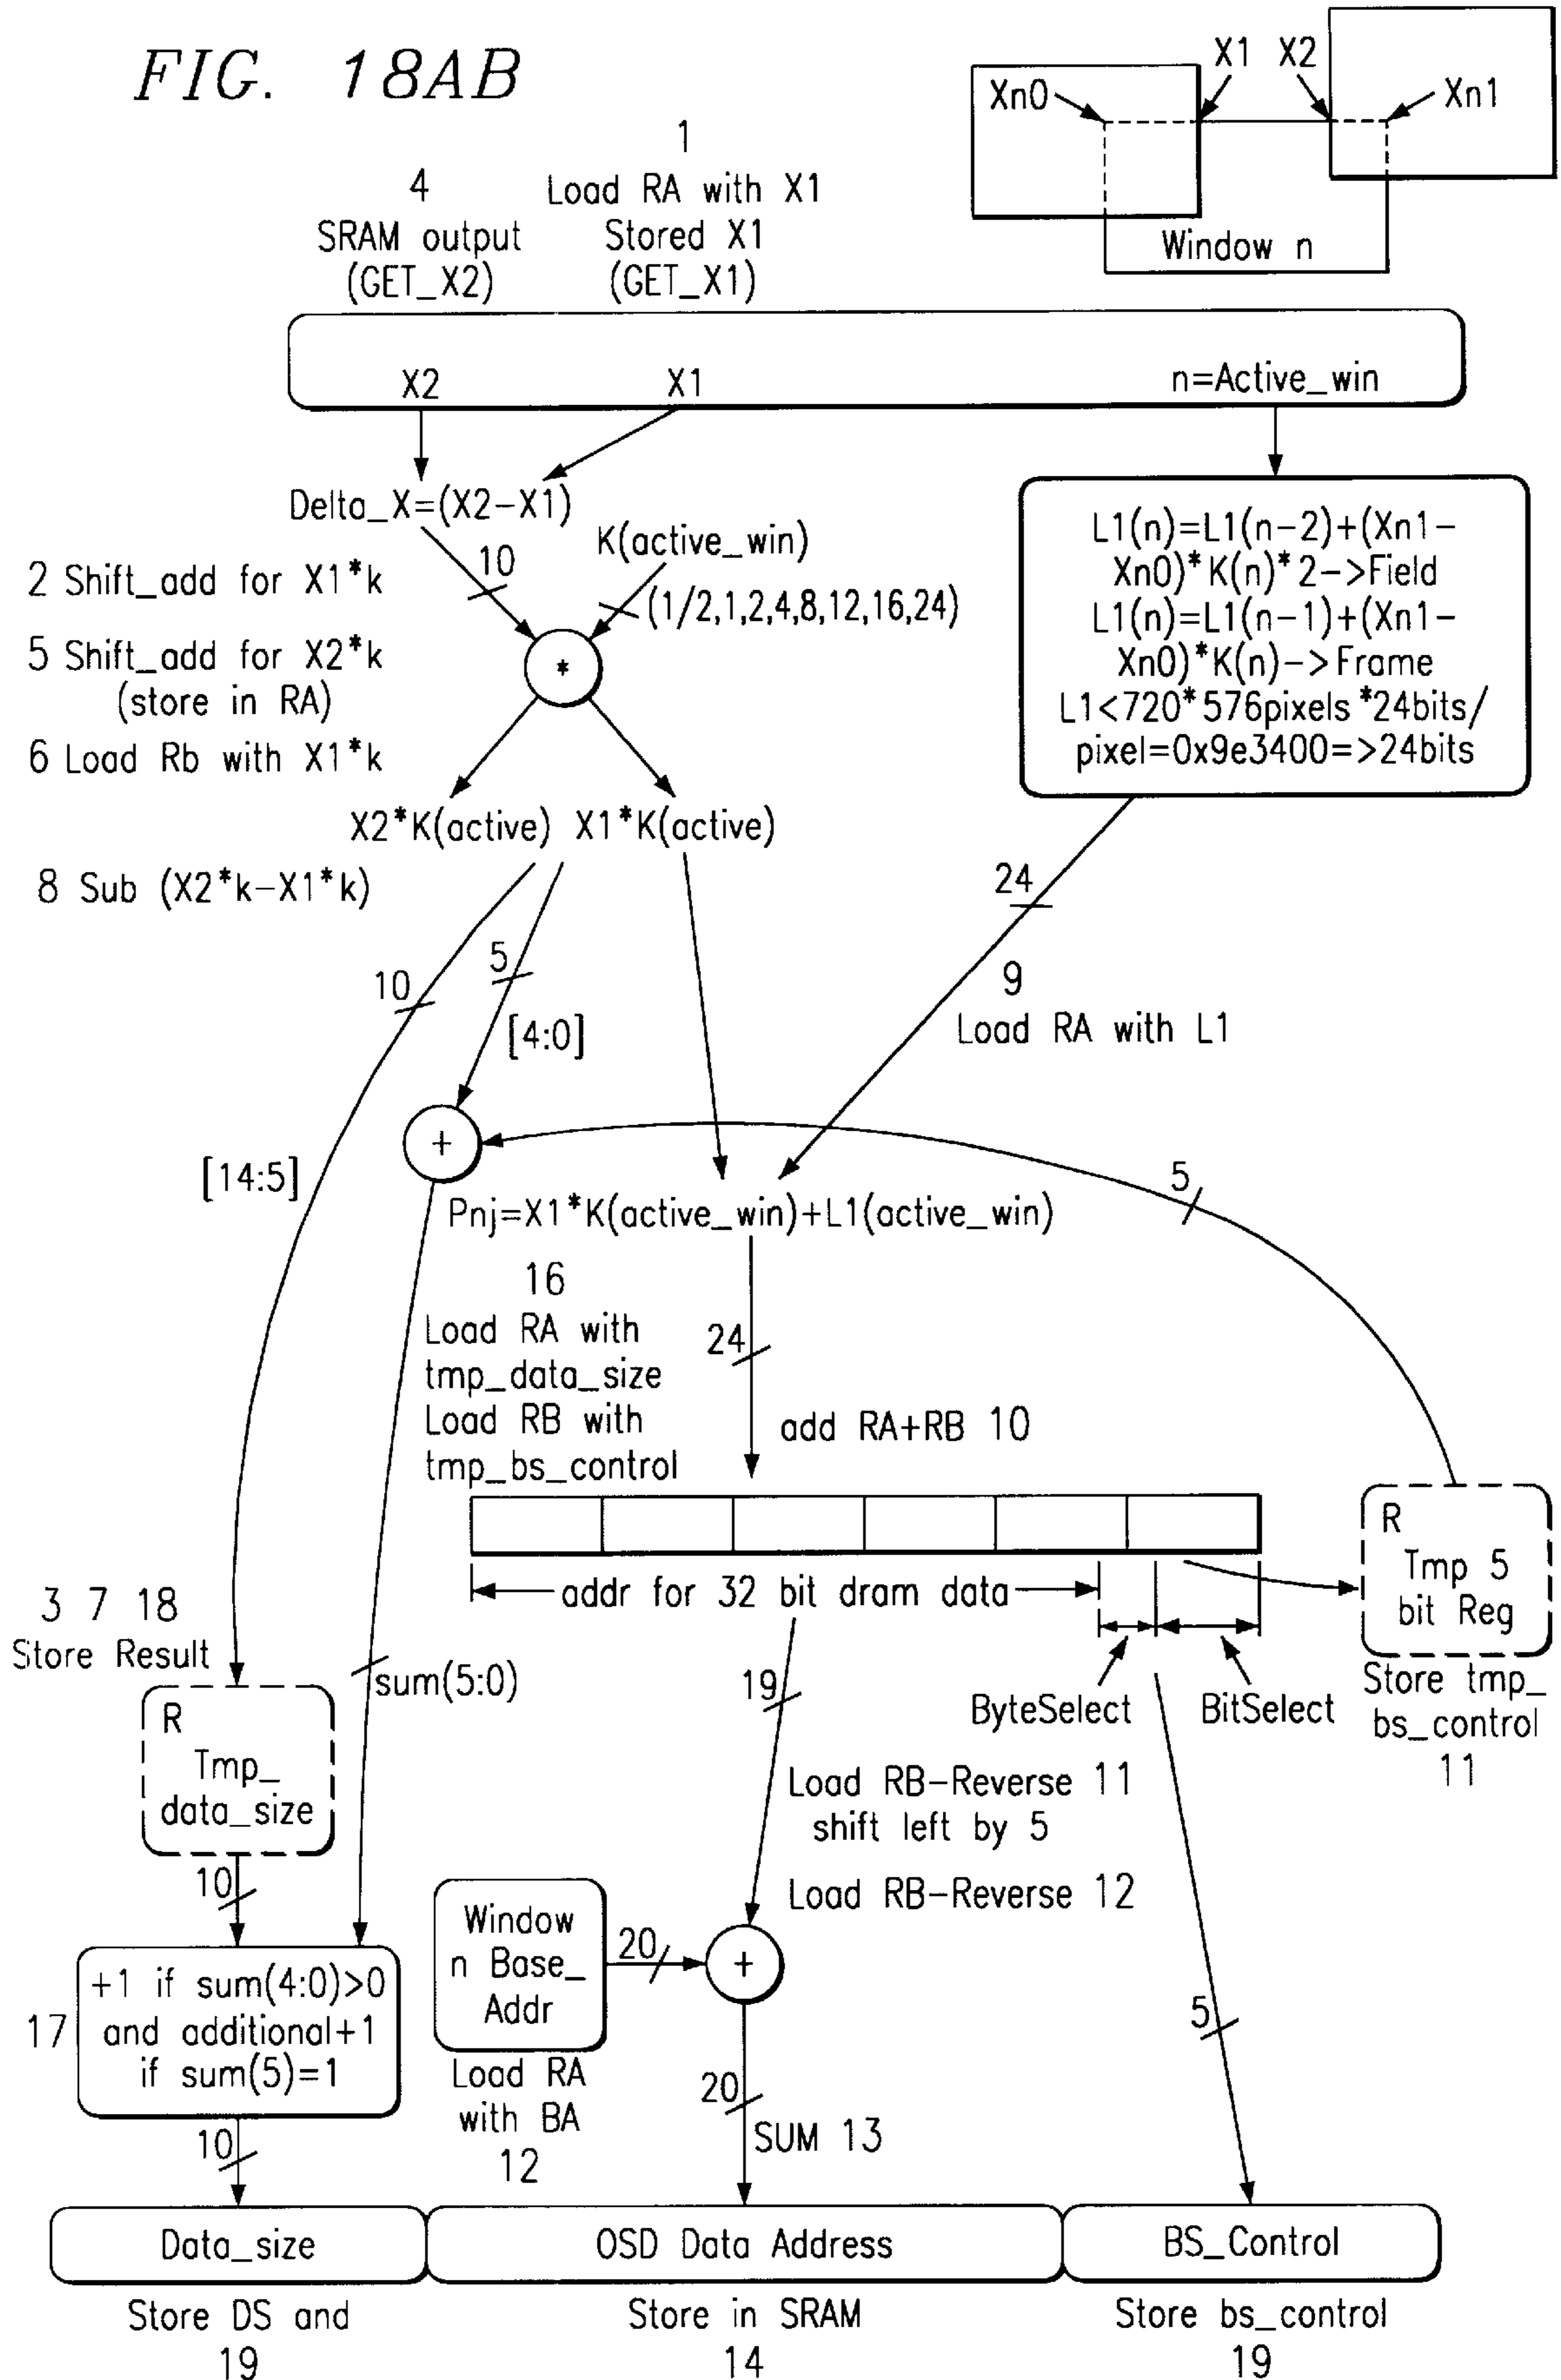 FIG. 18AB
X1 X2
Xn0
Xn1
Window n
1
Load RA with X1
Stored X1
(GET_X1)
4
SRAM output
(GET_X2)
X2
X1
n=Active_win
Delta_X=(X2-X1)
10
K(active_win)
(1/2,1,2,4,8,12,16,24)
2 Shift_add for X1*k
5 Shift_add for X2*k
(store in RA)
6 Load Rb with X1*k
*
L1(n)=L1(n-2)+(Xn1-
Xn0)*K(n)*2->Field
L1(n)=L1(n-1)+(Xn1-
Xn0)*K(n)->Frame
L1<720*576pixels*24bits/
pixel=0x9e3400=>24bits
X2*K(active) X1*K(active)
8 Sub (X2*k-X1*k)
24
9
Load RA with L1
10
5
[4:0]
+
[14:5]
5
Pnj=X1*K(active_win)+L1(active_win)
16
Load RA with
tmp_data_size
Load RB with
tmp_bs_control
24
add RA+RB 10
addr for 32 bit dram data
R
Tmp 5
bit Reg
Store tmp_
bs_control
11
3 7 18
Store Result
sum(5:0)
19
ByteSelect
BitSelect
R
Tmp_
data_size
Load RB-Reverse 11
shift left by 5
Load RB-Reverse 12
10
Window
n Base_
Addr
20
+
Load RA
with BA
12
17
+1 if sum(4:0)>0
and additional+1
if sum(5)=1
5
20
SUM 13
10
Data_size
OSD Data Address
BS_Control
Store DS and
19
Store in SRAM
14
Store bs_control
19